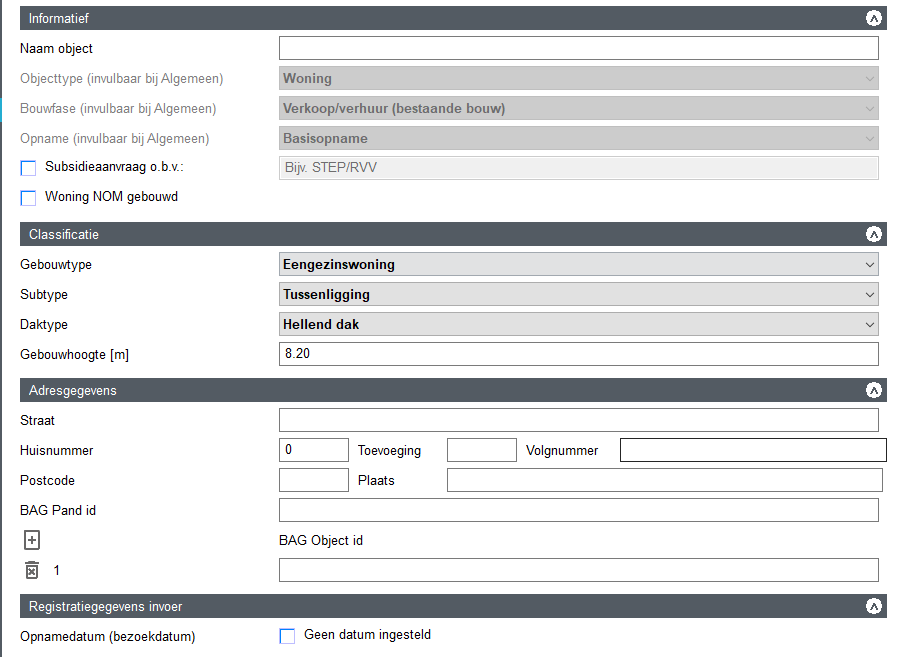 Informatief
Naam object
Objecttype (invulbaar bij Algemeen) Woning
Bouwfase (invulbaar bij Algemeen) Verkoop/verhuur (bestaande bouw)
Opname (invulbaar bij Algemeen) Basisopname
Subsidieaanvraag o.b.v.: Bijv. STEP/RVV
Woning NOM gebouwd
Classificatie
Gebouwtype Eengezinswoning
Subtype Tussenligging
Daktype Hellend dak
Gebouwhoogte [m] 8.20
Adresgegevens
Straat
Huisnummer 0 Toevoeging Volgnummer
Postcode Plaats
BAG Pand id
BAG Object id
1
Registratiegegevens invoer
Opnamedatum (bezoekdatum) Geen datum ingesteld